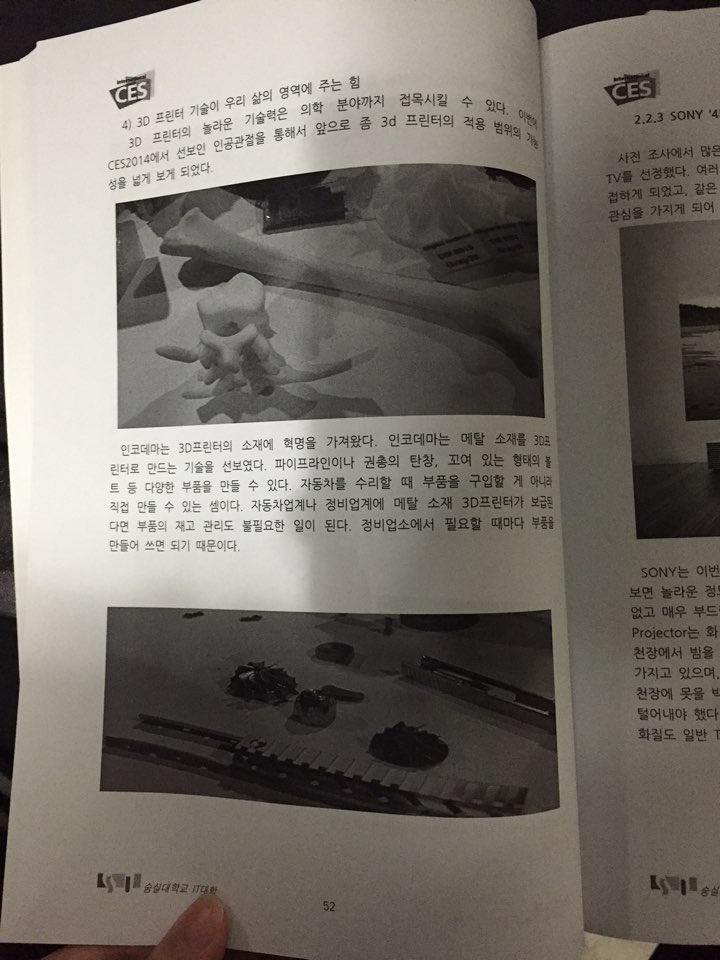 International
CES
4) 3D 프린터 기술이 우리 삶의 영역에 주는 힘
3D 프린터의 놀라운 기술력은 의학 분야까지 접목시킬 수 있다. 이번에
CES2014에서 선보인 인공관절을 통해서 앞으로 좀 3d 프린터의 적용 범위의 가능
성을 넓게 보게 되었다.
인코데마는 3D프린터의 소재에 혁명을 가져왔다. 인코데마는 메탈 소재를 3D프
린터로 만드는 기술을 선보였다. 파이프라인이나 권총의 탄창, 꼬여 있는 형태의 볼
트 등 다양한 부품을 만들 수 있다. 자동차를 수리할 때 부품을 구입할 게 아니라
직접 만들 수 있는 셈이다. 자동차업계나 정비업계에 메탈 소재 3D프린터가 보급된
다면 부품의 재고 관리도 불필요한 일이 된다. 정비업소에서 필요할 때마다 부품을
만들어 쓰면 되기 때문이다.
숭실대학교 IT대학
52
International
CES
2.2.3 SONY '4
사전 조사에서 많은
TV를 선정했다. 여러
접하게 되었고, 같은
관심을 가지게 되어
SONY는 이번
보면 놀라운 정도
없고 매우 부드
Projector는 화
천장에서 빔을
가지고 있으며,
천장에 못을 박
털어내야 했다
화질도 일반 T
숭실